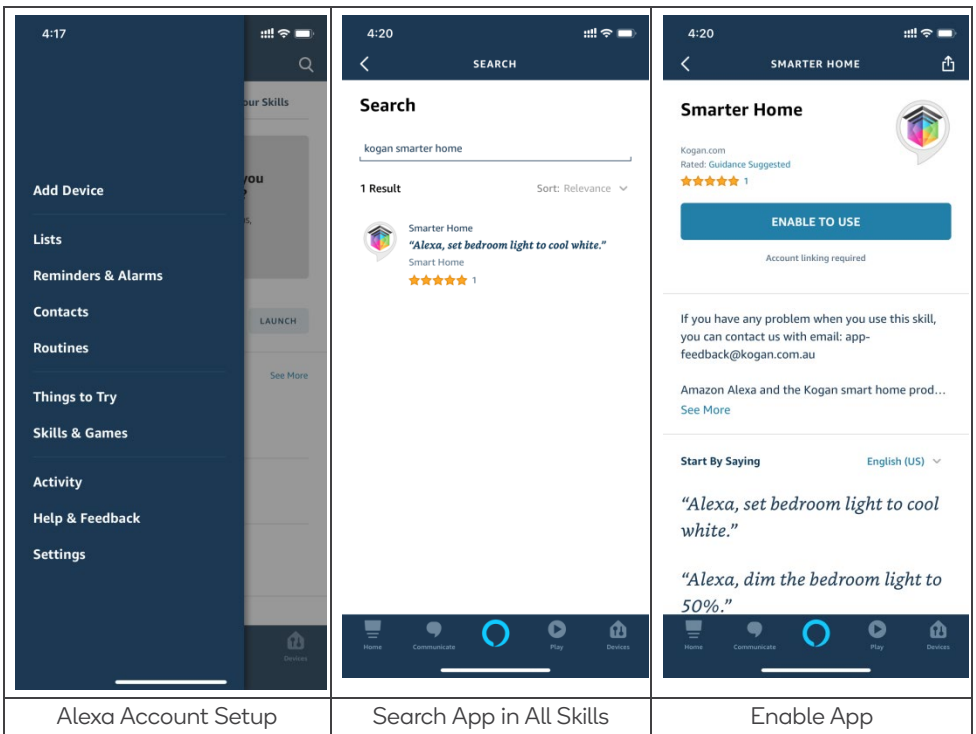 4:17
our Skills
you
?
Add Device
Lists
Reminders & Alarms
Contacts
Routines
LAUNCH
See More
Things to Try
Skills & Games
Activity
Help & Feedback
Settings
Devices
Alexa Account Setup
4:20
SEARCH
Search
kogan smarter home
1 Result
Sort: Relevance
Smarter Home
“Alexa, set bedroom light to cool white.”
Smart Home
1
Home Communicate Play Devices
Search App in All Skills
4:20
SMARTER HOME
Smarter Home
Kogan.com
Rated: Guidance Suggested
1
ENABLE TO USE
Account linking required
If you have any problem when you use this skill,
you can contact us with email: app-
feedback@kogan.com.au
Amazon Alexa and the Kogan smart home prod...
See More
Start By Saying English (US)
“Alexa, set bedroom light to cool
white.”
“Alexa, dim the bedroom light to
50%.”
Home Communicate Play Devices
Enable App